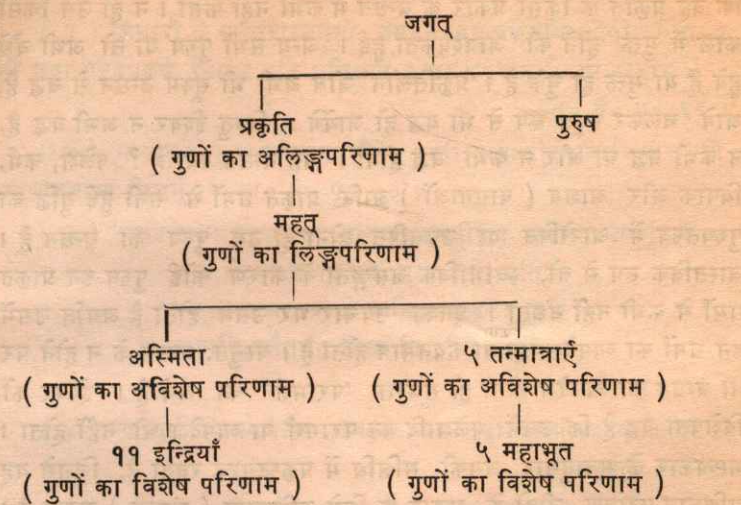 जगत्
प्रकृति पुरुष
( गुणों का अलिङ्गपरिणाम )
महत्
( गुणों का लिङ्गपरिणाम )
अस्मिता ५ तन्मात्राएँ
( गुणों का अविशेष परिणाम ) ( गुणों का अविशेष परिणाम )
११ इन्द्रियाँ ५ महाभूत
( गुणों का विशेष परिणाम ) ( गुणों का विशेष परिणाम )